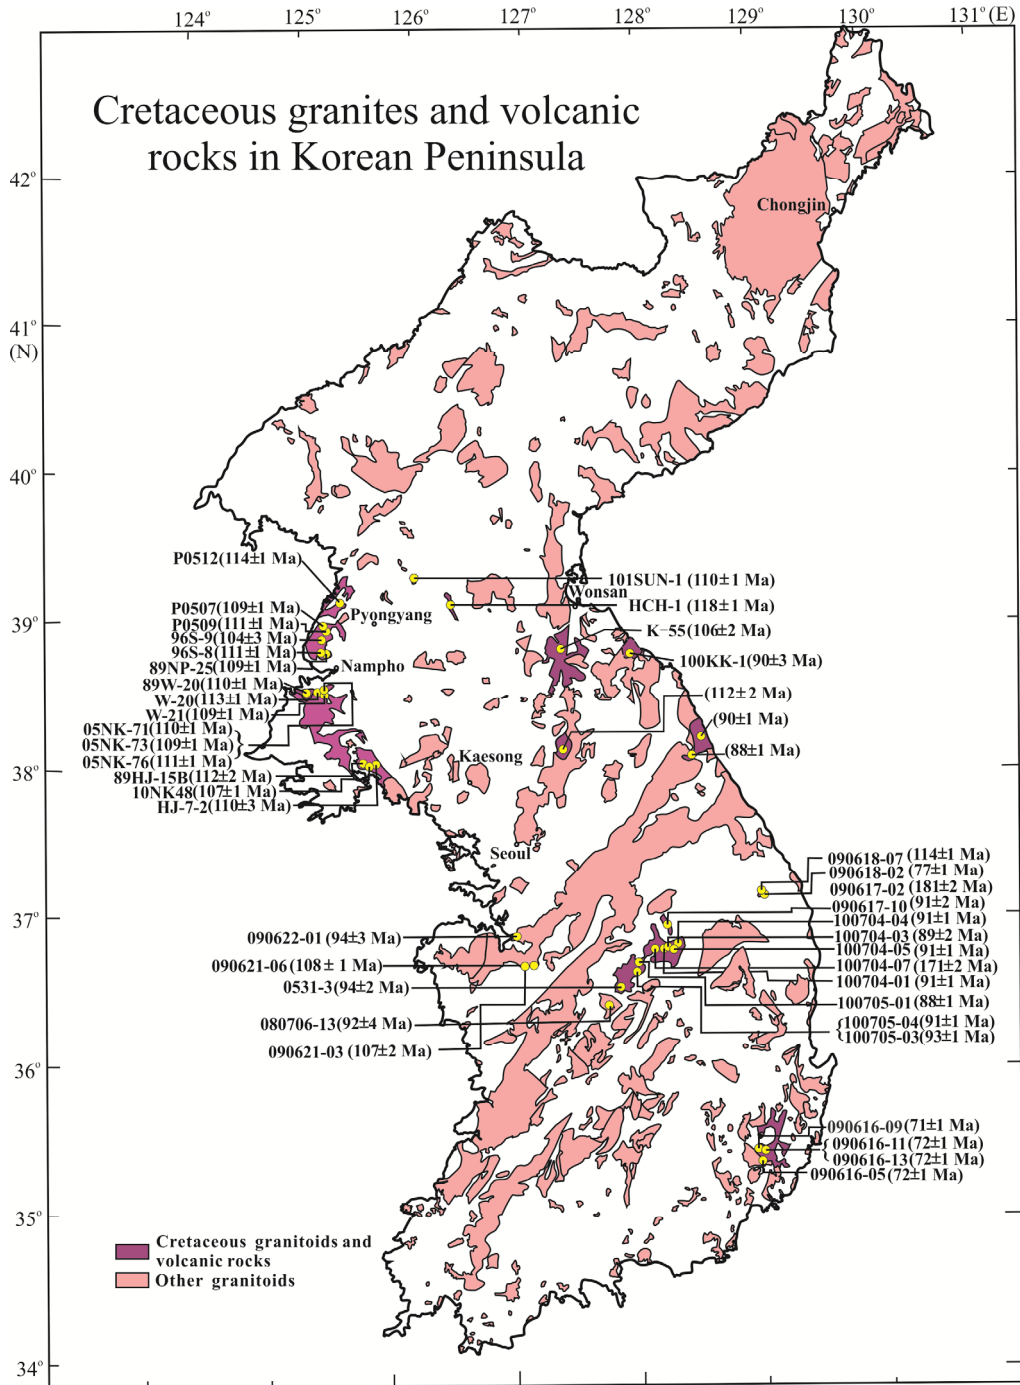 124° 125° 126° 127° 128° 129° 130° 131° (E)
Cretaceous granites and volcanic
rocks in Korean Peninsula
42°
Chongjin
41°
(N)
40°
P0512(114±1 Ma)
101SUN-1 (110±1 Ma)
Wonsan
HCH-1 (118±1 Ma)
P0507(109±1 Ma)
Pyongyang
39°
P0509(111±1 Ma)
K-55(106±2 Ma)
96S-9(104±3 Ma)
96S-8(111±1 Ma)
100KK-1(90±3 Ma)
89NP-25(109±1 Ma)
Nampho
89W-20(110±1 Ma)
(112±2 Ma)
W-20(113±1 Ma)
W-21(109±1 Ma)
(90±1 Ma)
05NK-71(110±1 Ma)
05NK-73(109±1 Ma)
(88±1 Ma)
Kaesong
05NK-76(111±1 Ma)
38°
89HJ-15B(112±2 Ma)
10NK48(107±1 Ma)
HJ-7-2(110±3 Ma)
Seoul
090618-07 (114±1 Ma)
090618-02 (77±1 Ma)
090617-02 (181±2 Ma)
090617-10 (91±2 Ma)
37°
100704-04 (91±1 Ma)
090622-01 (94±3 Ma)
100704-03 (89±2 Ma)
100704-05 (91±1 Ma)
090621-06 (108 ± 1 Ma)
100704-07 (171±2 Ma)
100704-01 (91±1 Ma)
0531-3(94±2 Ma)
100705-01 (88±1 Ma)
080706-13(92±4 Ma)
{100705-04(91±1 Ma)
100705-03(93±1 Ma)
090621-03 (107±2 Ma)
36°
090616-09 (71±1 Ma)
{090616-11 (72±1 Ma)
090616-13(72±1 Ma)
090616-05 (72±1 Ma)
35°
Cretaceous granitoids and
volcanic rocks
Other granitoids
34°